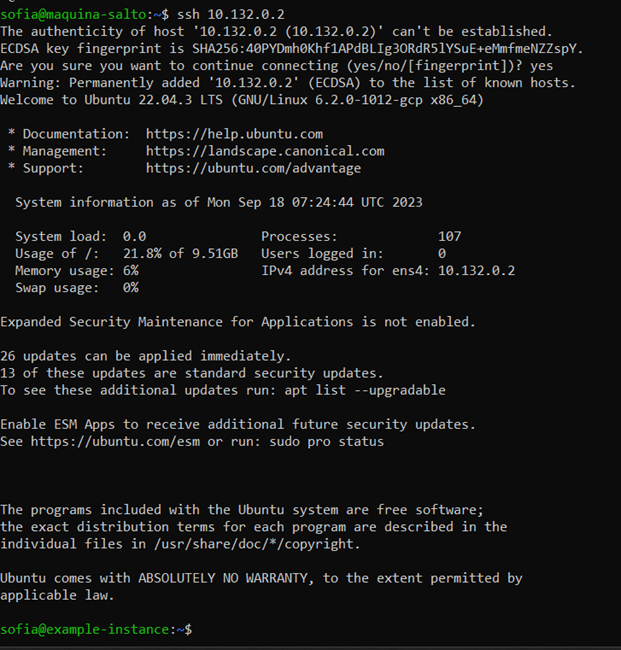 sofia@maquina-salto:~$ ssh 10.132.0.2
The authenticity of host '10.132.0.2 (10.132.0.2)' can't be established.
ECDSA key fingerprint is SHA256:40PYDmh0Khf1APdBLIg3ORdR5lYSuE+eMmfmeNZZspY.
Are you sure you want to continue connecting (yes/no/[fingerprint])? yes
Warning: Permanently added '10.132.0.2' (ECDSA) to the list of known hosts.
Welcome to Ubuntu 22.04.3 LTS (GNU/Linux 6.2.0-1012-gcp x86_64)
* Documentation: https://help.ubuntu.com
* Management: https://landscape.canonical.com
* Support: https://ubuntu.com/advantage
System information as of Mon Sep 18 07:24:44 UTC 2023
System load: 0.0 Processes: 107
Usage of /: 21.8% of 9.51GB Users logged in: 0
Memory usage: 6% IPv4 address for ens4: 10.132.0.2
Swap usage: 0%
Expanded Security Maintenance for Applications is not enabled.
26 updates can be applied immediately.
13 of these updates are standard security updates.
To see these additional updates run: apt list --upgradable
Enable ESM Apps to receive additional future security updates.
See https://ubuntu.com/esm or run: sudo pro status
The programs included with the Ubuntu system are free software;
the exact distribution terms for each program are described in the
individual files in /usr/share/doc/*/copyright.
Ubuntu comes with ABSOLUTELY NO WARRANTY, to the extent permitted by
applicable law.
sofia@example-instance:~$